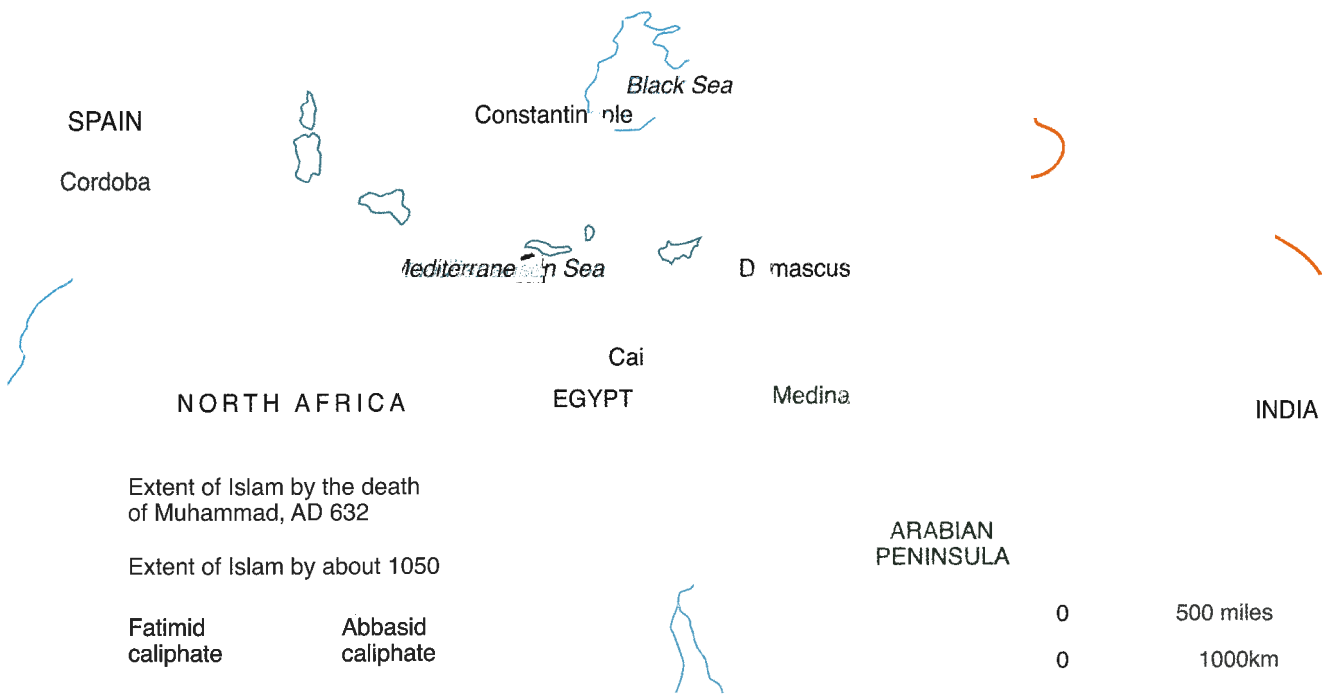 SPAIN
Black Sea
Constantin ple
Cordoba
editerrane n Sea
D mascus
Cai
NORTH AFRICA
EGYPT
Medina
INDIA
Extent of Islam by the death
of Muhammad, AD 632
ARABIAN
PENINSULA
Extent of Islam by about 1050
Fatimid
caliphate
Abbasid
caliphate
0 500 miles
0 1000km